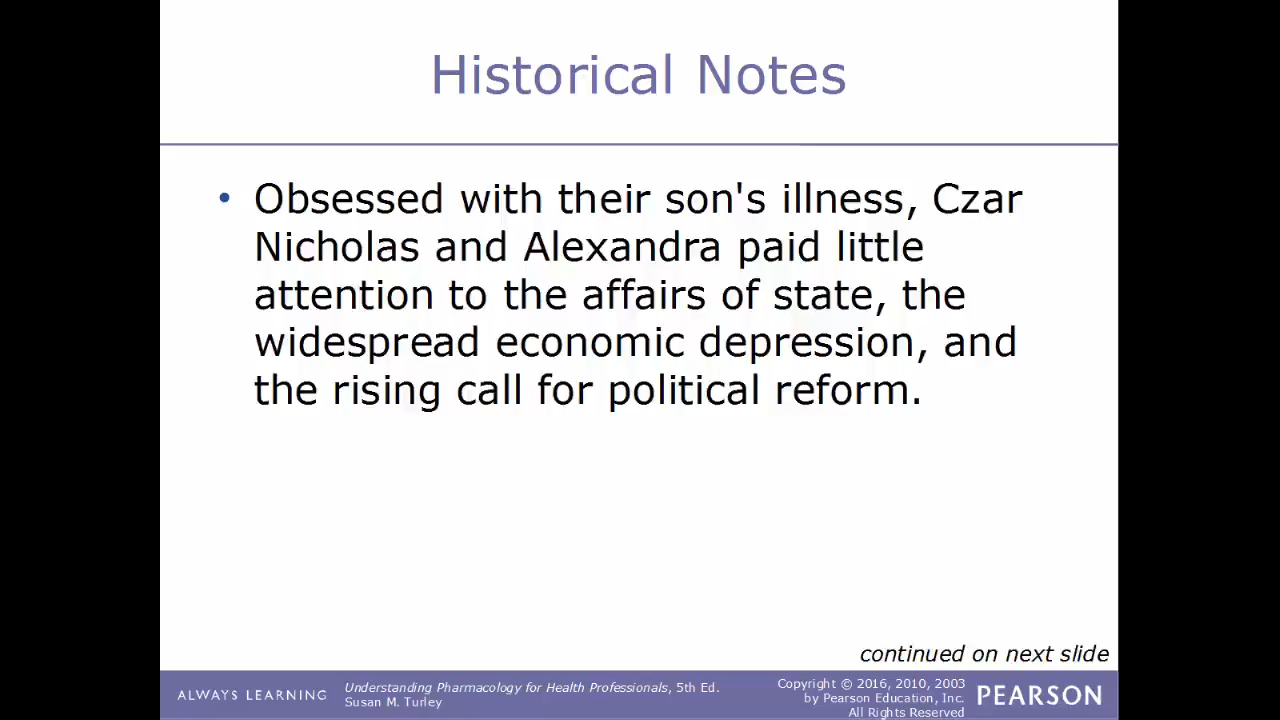 Historical Notes
• Obsessed with their son's illness, Czar
Nicholas and Alexandra paid little
attention to the affairs of state, the
widespread economic depression, and
the rising call for political reform.
continued on next slide
ALWAYS LEARNING
Understanding Pharmacology for Health Professionals, 5th Ed.
Susan M. Turley
Copyright © 2016, 2010, 2003
by Pearson Education, Inc.
All Rights Reserved
PEARSON